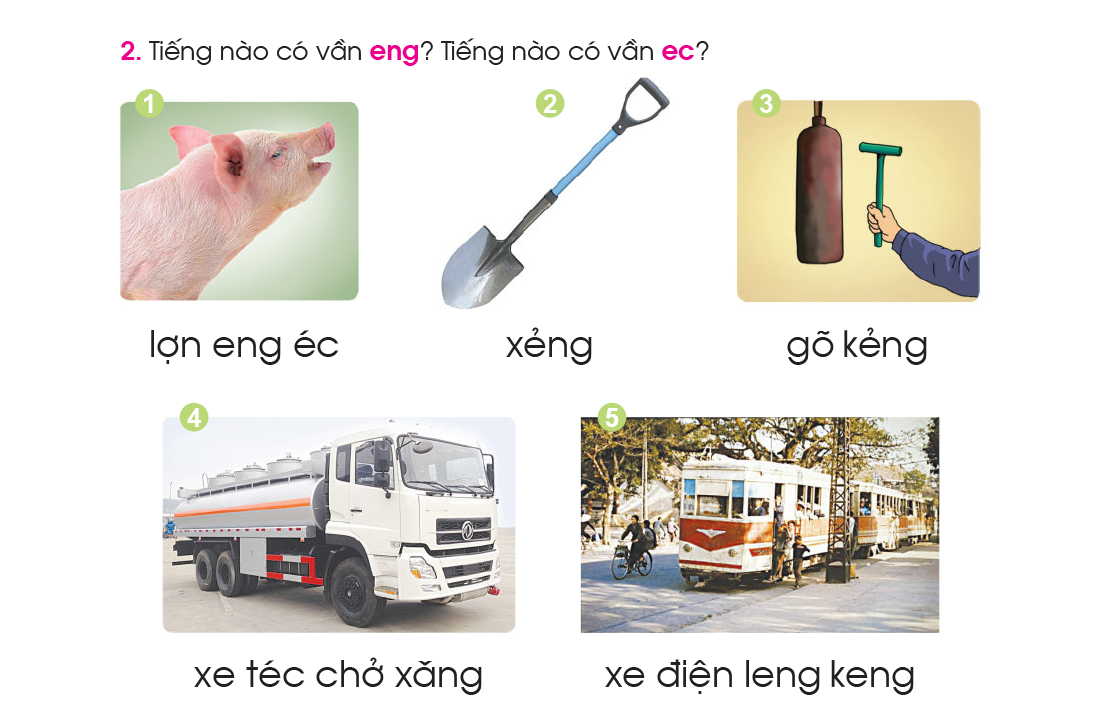 2. Tiếng nào có vần eng? Tiếng nào có vần ec?
1
2
3
lợn eng éc
xẻng
gõ kẻng
4
5
xe téc chở xăng
xe điện leng keng